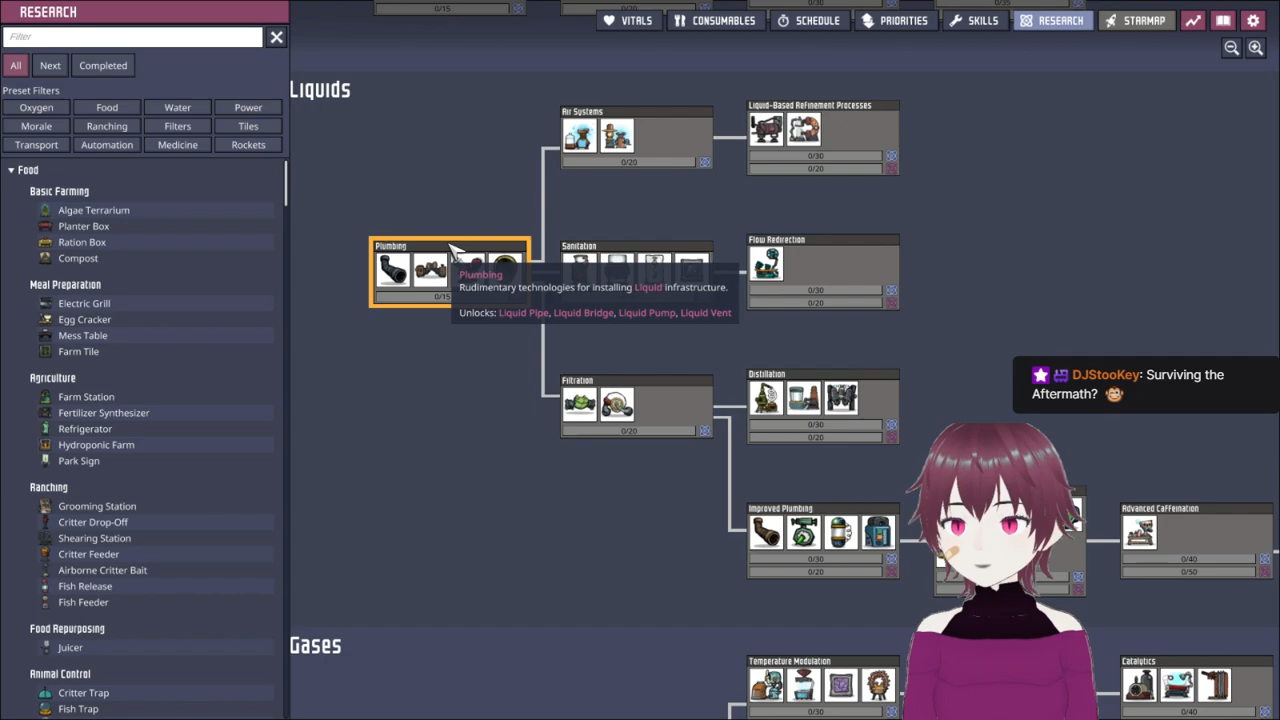 RESEARCH
Filter
All
Next
Completed
Preset Filters
Oxygen
Food
Water
Power
Morale
Ranching
Filters
Tiles
Transport
Automation
Medicine
Rockets
Food
Basic Farming
Algae Terrarium
Planter Box
Ration Box
Compost
Meal Preparation
Electric Grill
Egg Cracker
Mess Table
Farm Tile
Agriculture
Farm Station
Fertilizer Synthesizer
Refrigerator
Hydroponic Farm
Park Sign
Ranching
Grooming Station
Critter Drop-Off
Shearing Station
Critter Feeder
Airborne Critter Bait
Fish Release
Fish Feeder
Food Repurposing
Juicer
Animal Control
Critter Trap
Fish Trap
0/15
VITALS
CONSUMABLES
SCHEDULE
PRIORITIES
SKILLS
RESEARCH
STARMAP
Liquids
Air Systems
0/20
Liquid-Based Refinement Processes
0/30
0/20
Plumbing
0/15
Sanitation
Flow Redirection
0/30
0/20
Plumbing
Rudimentary technologies for installing Liquid infrastructure.
Unlocks: Liquid Pipe, Liquid Bridge, Liquid Pump, Liquid Vent
Filtration
0/20
Distillation
0/30
0/20
DJStooKey: Surviving the
Aftermath?
Improved Plumbing
0/30
0/20
Advanced Caffeination
0/40
0/50
Gases
Temperature Modulation
0/30
Catalytics
0/40